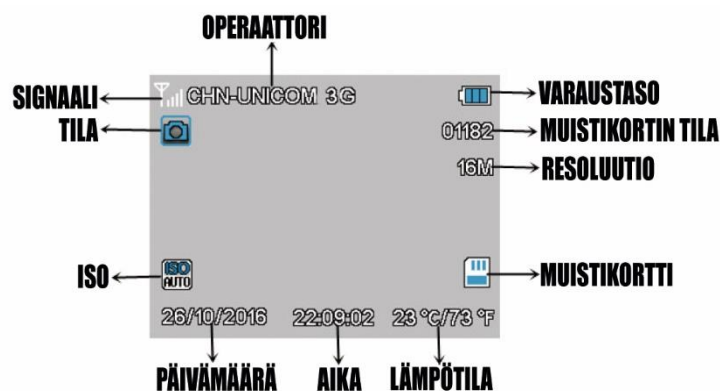 OPERAATTORI
SIGNAALI
CHN-UNICOM 3G
VARAUSTASO
TILA
01182
MUISTIKORTIN TILA
16M
RESOLUUTIO
ISO
ISO
AUTO
MUISTIKORTTI
26/10/2016 22:09:02 23 °C/73 °F
PÄIVÄMÄÄRÄ AIKA LÄMPÖTILA